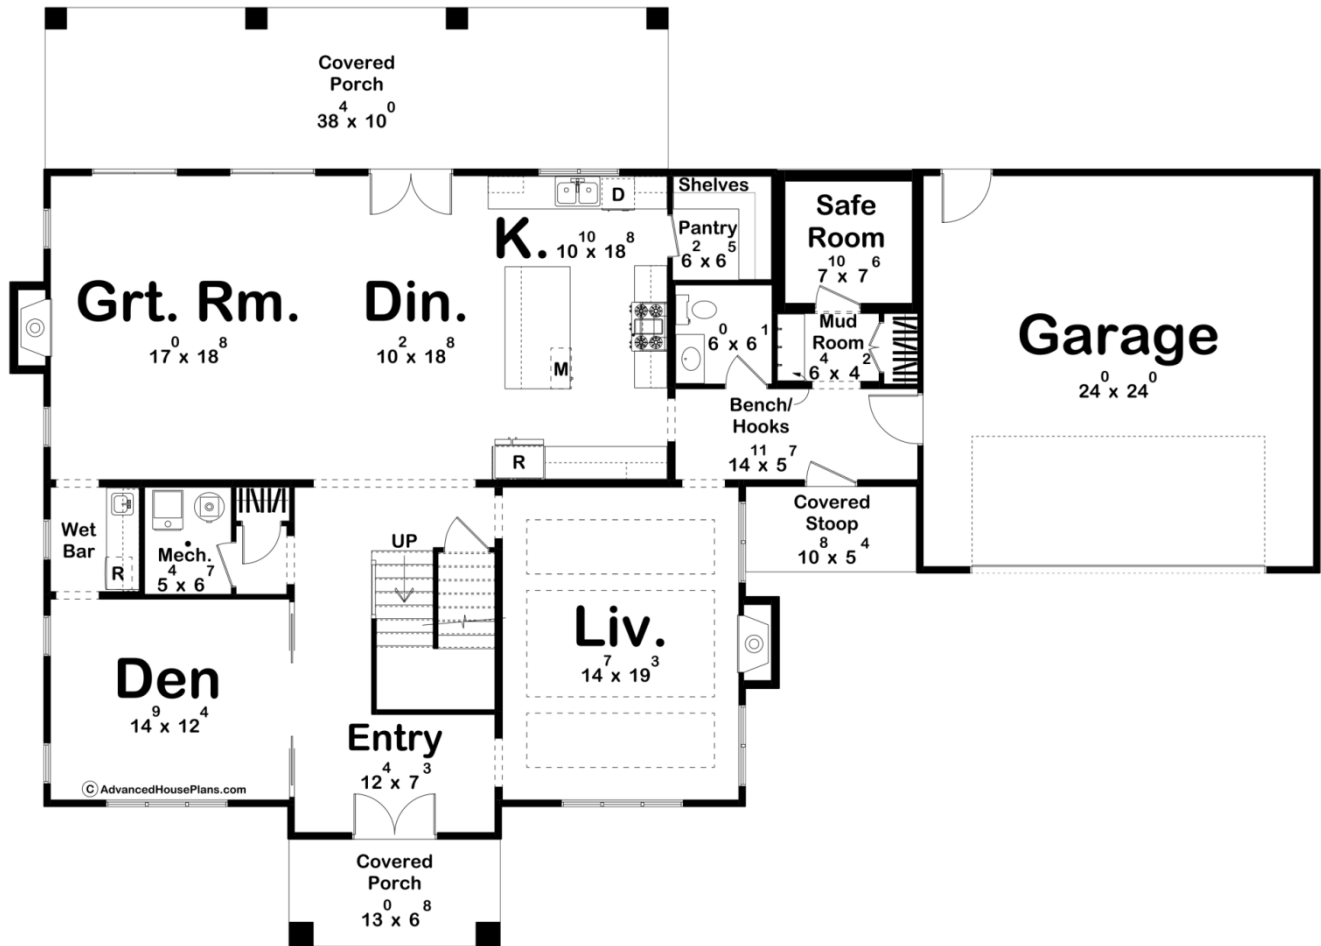 Covered
Porch
38⁴ x 10⁰
Shelves
D
Pantry
6² x 6⁵
Safe
Room
7¹⁰ x 7⁶
K. 10¹⁰ x 18⁸
Grt. Rm.
17⁰ x 18⁸
Din.
10² x 18⁸
M
6⁰ x 6¹
Mud
Room
6⁴ x 4²
Garage
24⁰ x 24⁰
Bench/
Hooks
14¹¹ x 5⁷
R
Covered
Stoop
10⁸ x 5⁴
Wet
Bar
R
Mech.
5⁴ x 6⁷
UP
Liv.
14⁷ x 19³
Den
14⁹ x 12⁴
Entry
12⁴ x 7³
© AdvancedHousePlans.com
Covered
Porch
13⁰ x 6⁸